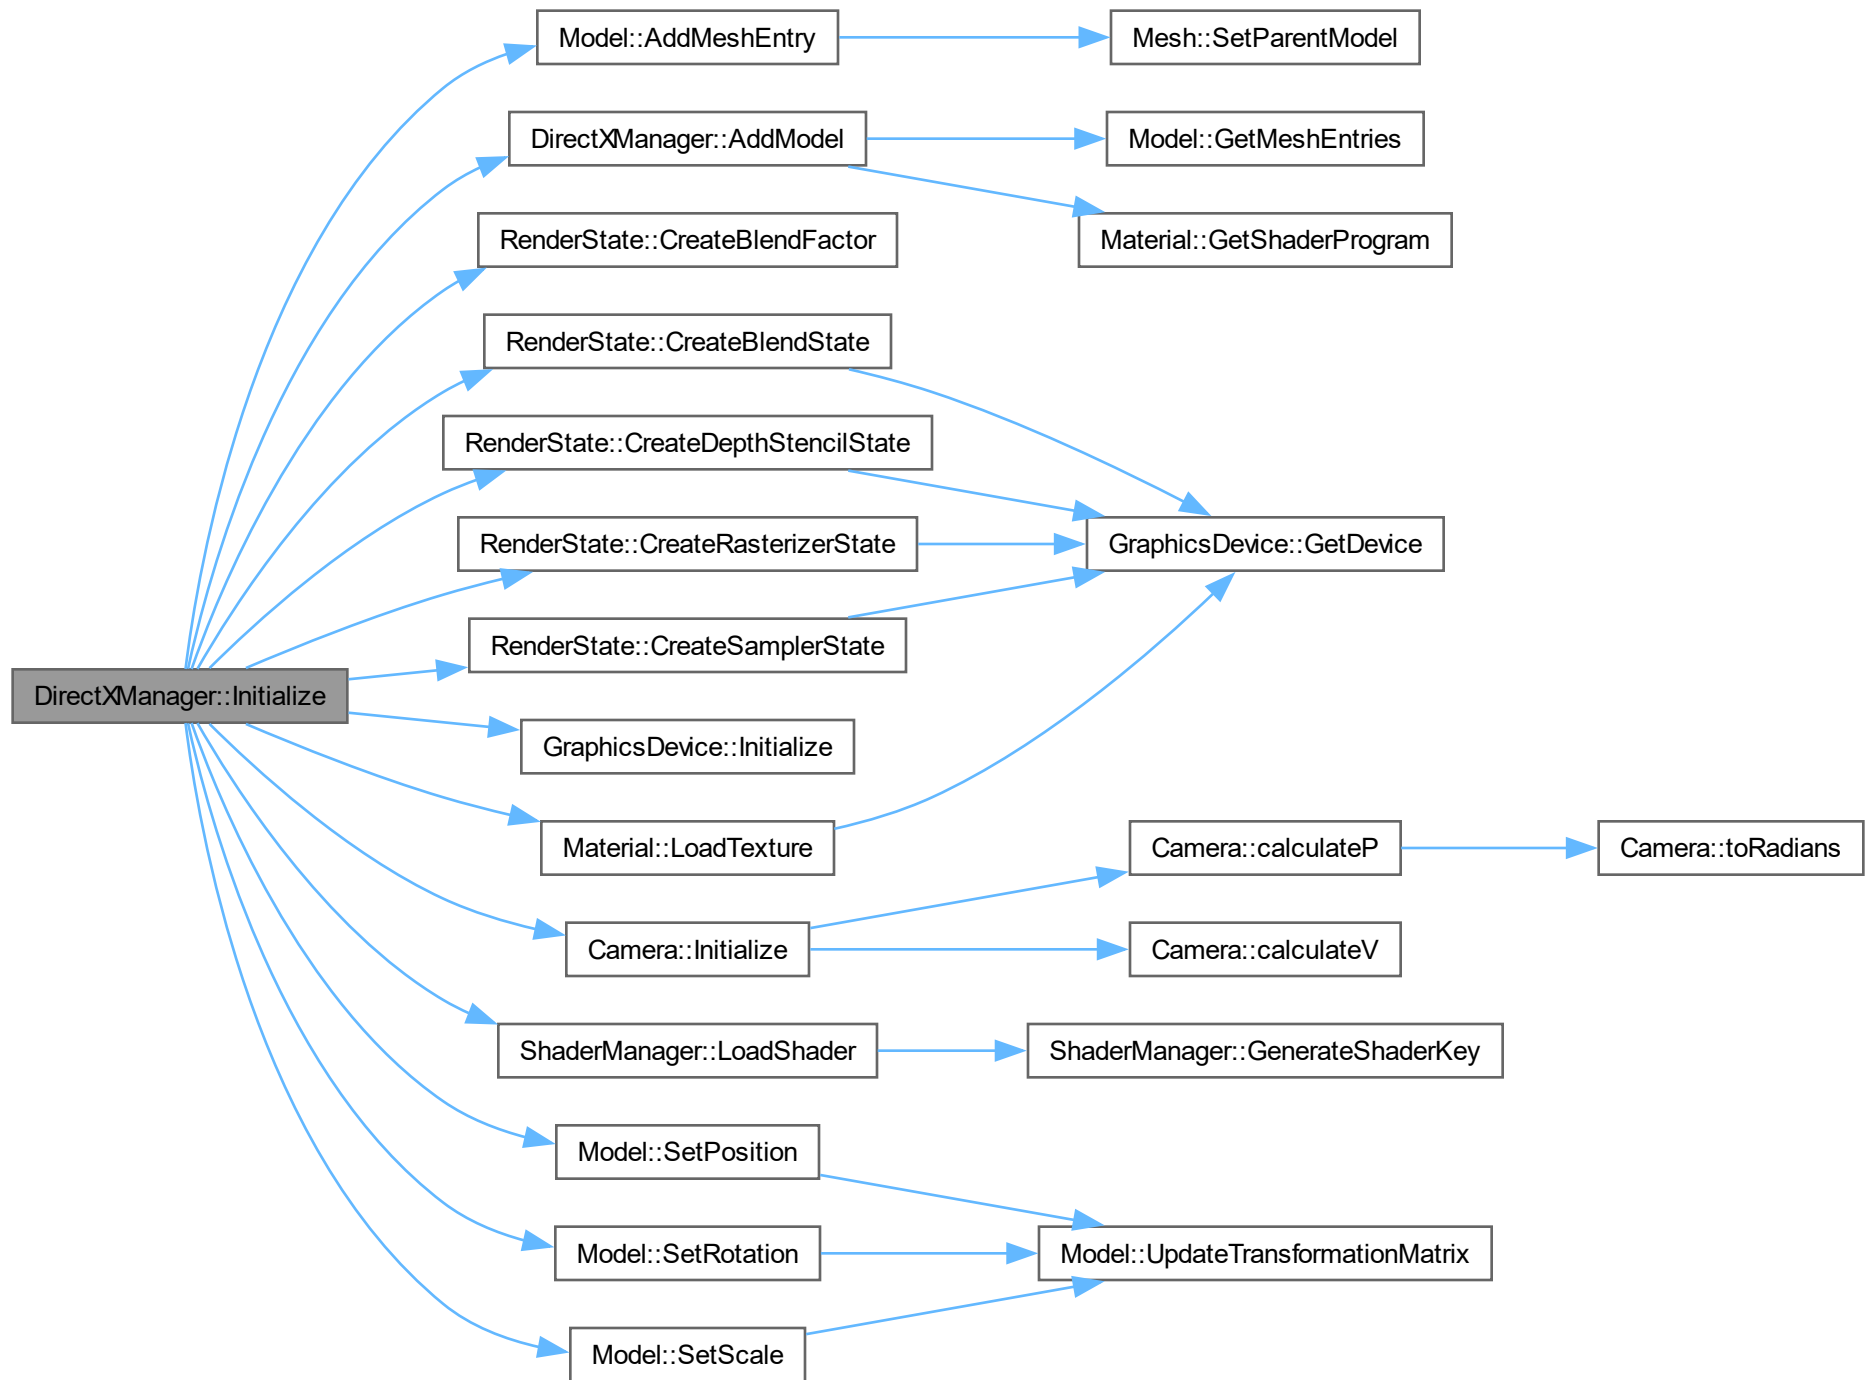 Model::AddMeshEntry
Mesh::SetParentModel
DirectXManager::AddModel
Model::GetMeshEntries
RenderState::CreateBlendFactor
Material::GetShaderProgram
RenderState::CreateBlendState
RenderState::CreateDepthStencilState
RenderState::CreateRasterizerState
GraphicsDevice::GetDevice
RenderState::CreateSamplerState
DirectXManager::Initialize
GraphicsDevice::Initialize
Material::LoadTexture
Camera::calculateP
Camera::toRadians
Camera::Initialize
Camera::calculateV
ShaderManager::LoadShader
ShaderManager::GenerateShaderKey
Model::SetPosition
Model::SetRotation
Model::UpdateTransformationMatrix
Model::SetScale